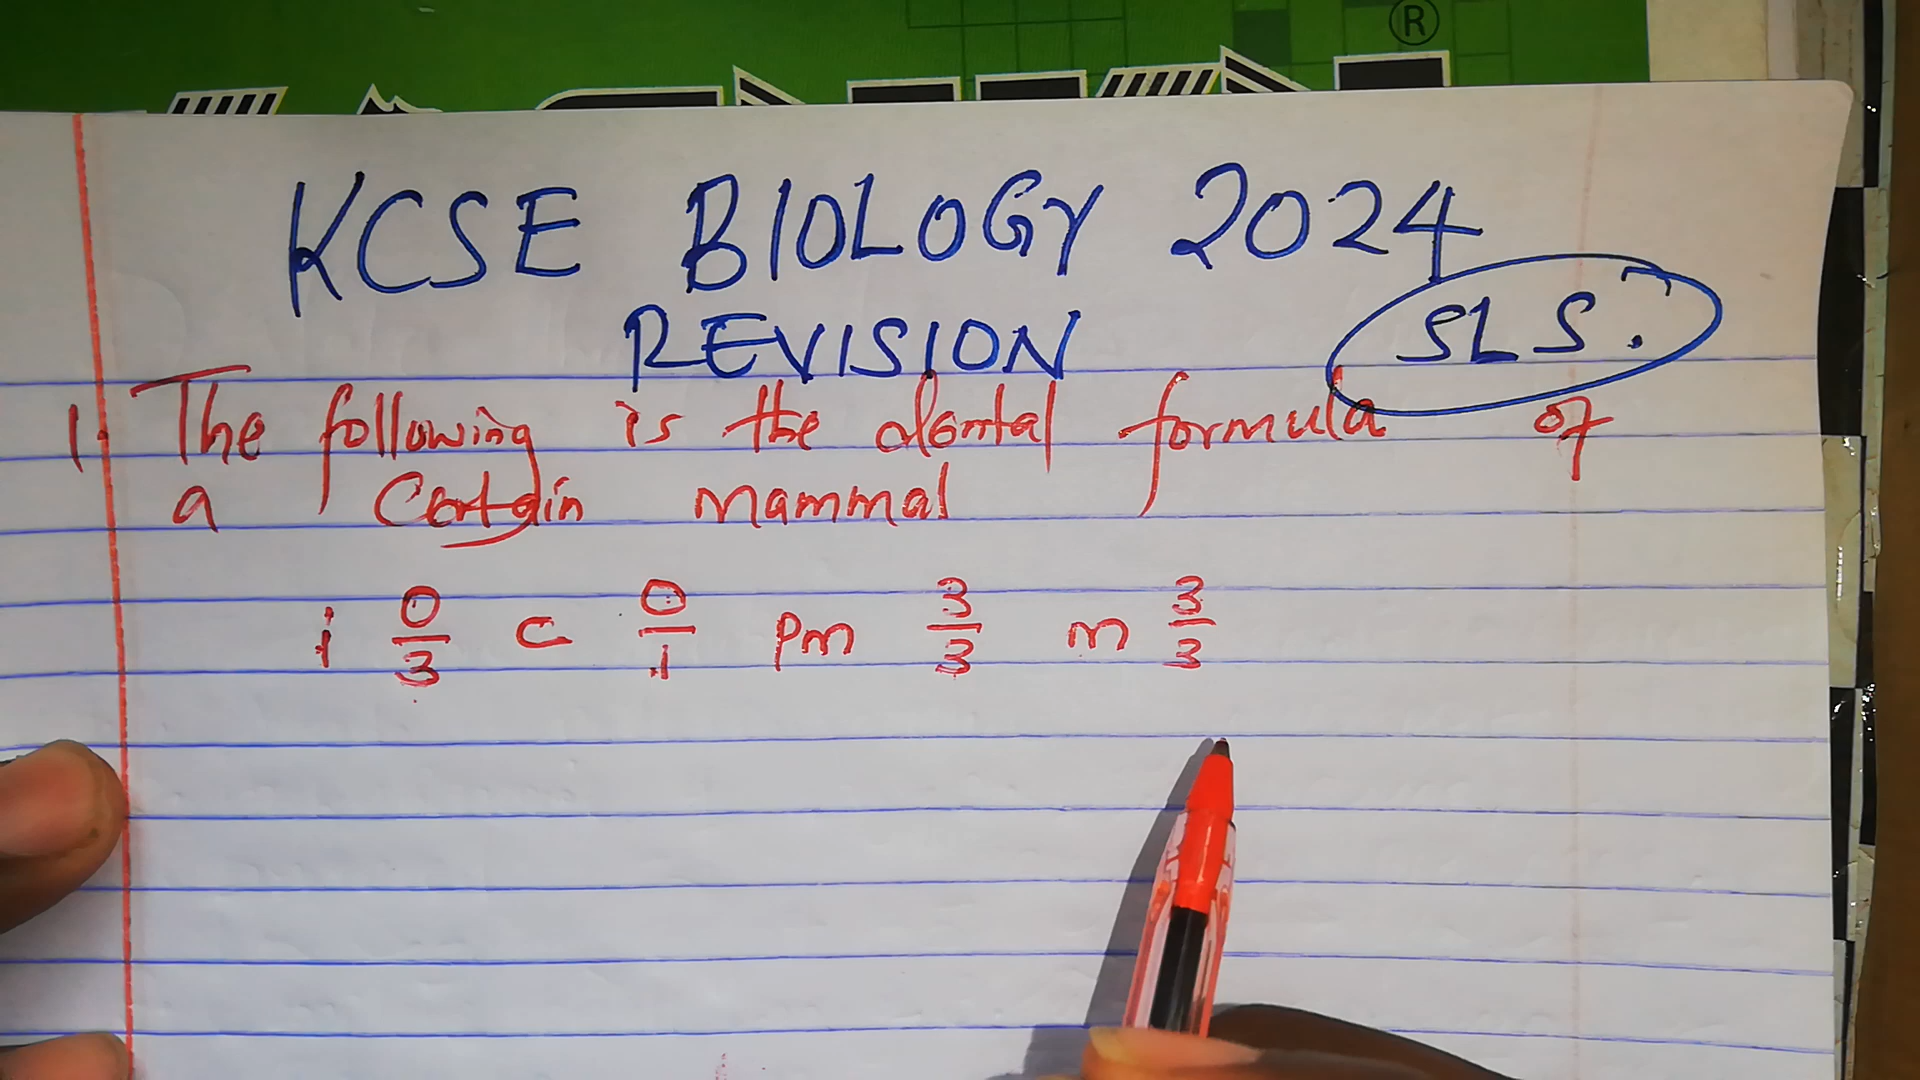 ®
KCSE BIOLOGY 2024
REVISION
SLS.
1. The following is the dental formula of
a certain mammal
i 0/3 c 0/1 pm 3/3 m 3/3